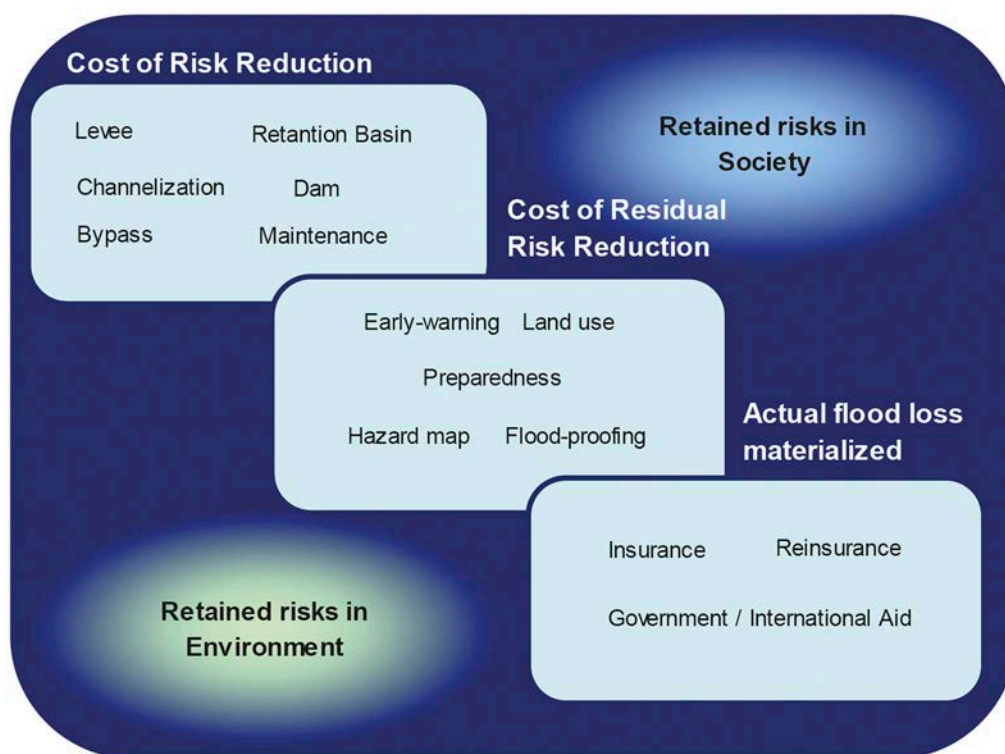 Cost of Risk Reduction
Levee Retantion Basin
Channelization Dam
Bypass Maintenance
Retained risks in
Society
Cost of Residual
Risk Reduction
Early-warning Land use
Preparedness
Hazard map Flood-proofing
Actual flood loss
materialized
Insurance Reinsurance
Government / International Aid
Retained risks in
Environment